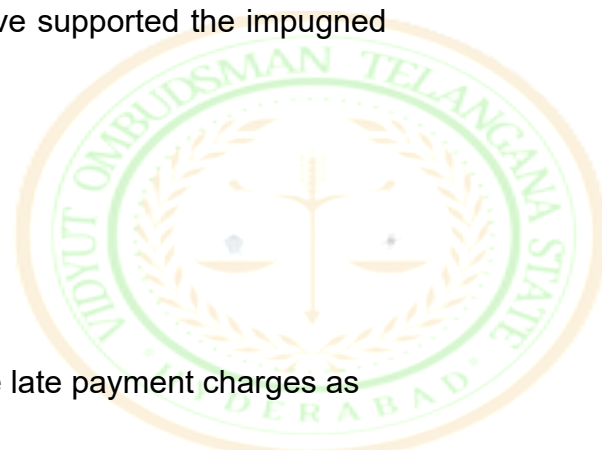 ve supported the impugned
VIDYUT OMBUDSMAN TELANGANA STATE
late payment charges as
HYDERABAD